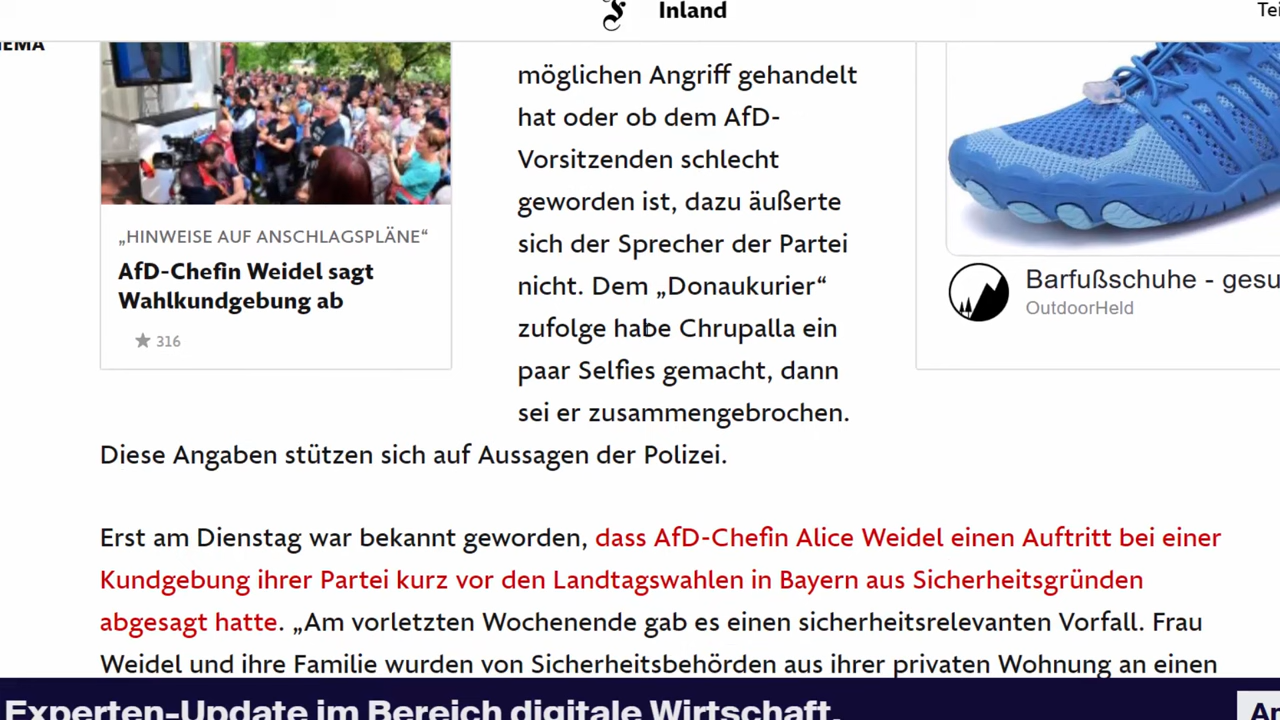 Inland
Tei
EMA
möglichen Angriff gehandelt
hat oder ob dem AfD-
Vorsitzenden schlecht
geworden ist, dazu äußerte
sich der Sprecher der Partei
nicht. Dem „Donaukurier“
zufolge habe Chrupalla ein
paar Selfies gemacht, dann
sei er zusammengebrochen.
„HINWEISE AUF ANSCHLAGSPLÄNE“
AfD-Chefin Weidel sagt
Wahlkundgebung ab
316
Barfußschuhe - gesu
OutdoorHeld
Diese Angaben stützen sich auf Aussagen der Polizei.
Erst am Dienstag war bekannt geworden, dass AfD-Chefin Alice Weidel einen Auftritt bei einer
Kundgebung ihrer Partei kurz vor den Landtagswahlen in Bayern aus Sicherheitsgründen
abgesagt hatte. „Am vorletzten Wochenende gab es einen sicherheitsrelevanten Vorfall. Frau
Weidel und ihre Familie wurden von Sicherheitsbehörden aus ihrer privaten Wohnung an einen
Experten-Update im Bereich digitale Wirtschaft.